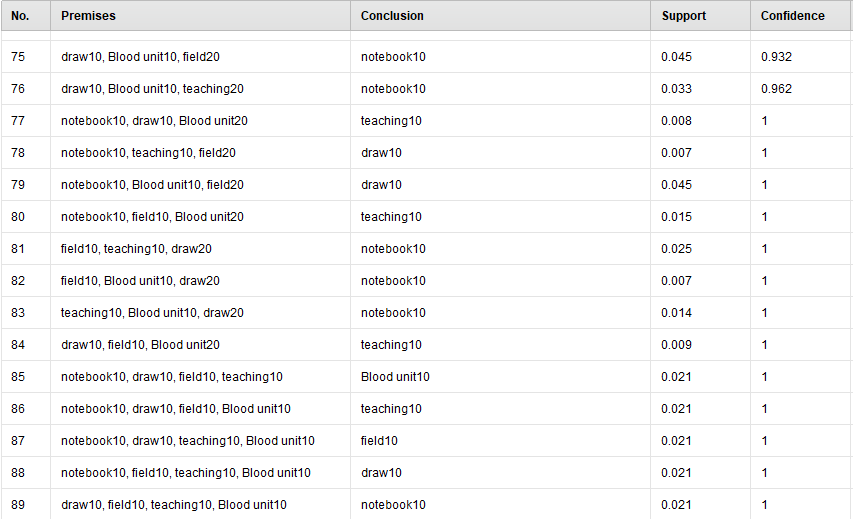 No. Premises Conclusion Support Confidence
75 draw10, Blood unit10, field20 notebook10 0.045 0.932
76 draw10, Blood unit10, teaching20 notebook10 0.033 0.962
77 notebook10, draw10, Blood unit20 teaching10 0.008 1
78 notebook10, teaching10, field20 draw10 0.007 1
79 notebook10, Blood unit10, field20 draw10 0.045 1
80 notebook10, field10, Blood unit20 teaching10 0.015 1
81 field10, teaching10, draw20 notebook10 0.025 1
82 field10, Blood unit10, draw20 notebook10 0.007 1
83 teaching10, Blood unit10, draw20 notebook10 0.014 1
84 draw10, field10, Blood unit20 teaching10 0.009 1
85 notebook10, draw10, field10, teaching10 Blood unit10 0.021 1
86 notebook10, draw10, field10, Blood unit10 teaching10 0.021 1
87 notebook10, draw10, teaching10, Blood unit10 field10 0.021 1
88 notebook10, field10, teaching10, Blood unit10 draw10 0.021 1
89 draw10, field10, teaching10, Blood unit10 notebook10 0.021 1